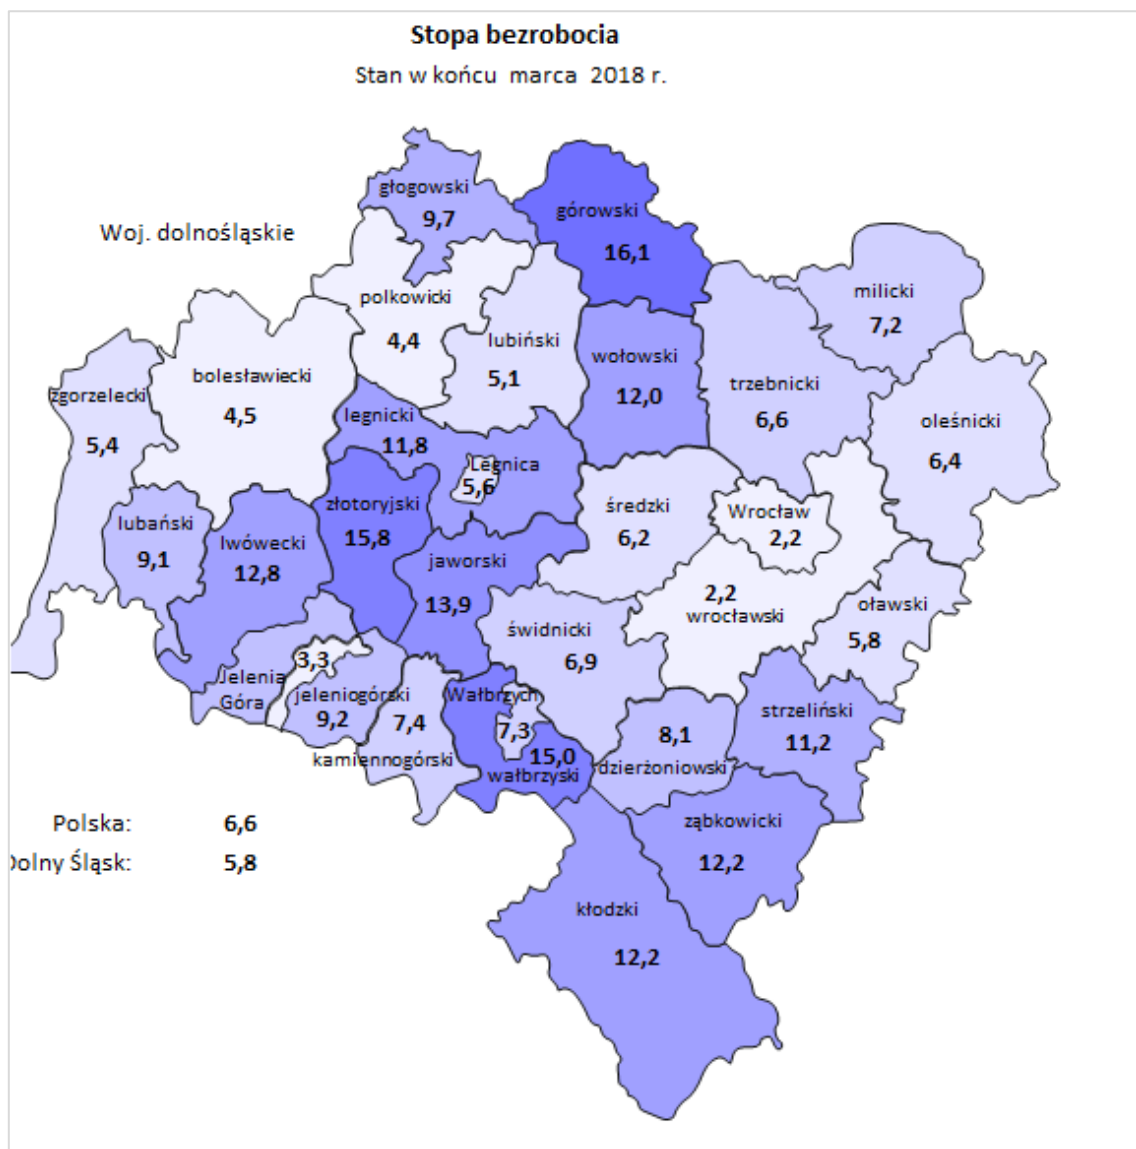 Stopa bezrobocia
Stan w końcu marca 2018 r.
Woj. dolnośląskie
głogowski
9,7
górowski
16,1
polkowicki
4,4
lubiński
5,1
milicki
7,2
wołowski
12,0
trzebnicki
6,6
oleśnicki
6,4
zgorzelecki
5,4
bolesławiecki
4,5
legnicki
11,8
Legnica
5,6
złotoryjski
15,8
średzki
6,2
Wrocław
2,2
lubański
9,1
lwówecki
12,8
jaworski
13,9
2,2
wrocławski
oławski
5,8
świdnicki
6,9
3,3
Jelenia
Góra
jeleniogórski
9,2
7,4
kamiennogórski
Wałbrzych
7,3
15,0
wałbrzyski
8,1
dzierżoniowski
strzeliński
11,2
ząbkowicki
12,2
kłodzki
12,2
Polska: 6,6
Dolny Śląsk: 5,8